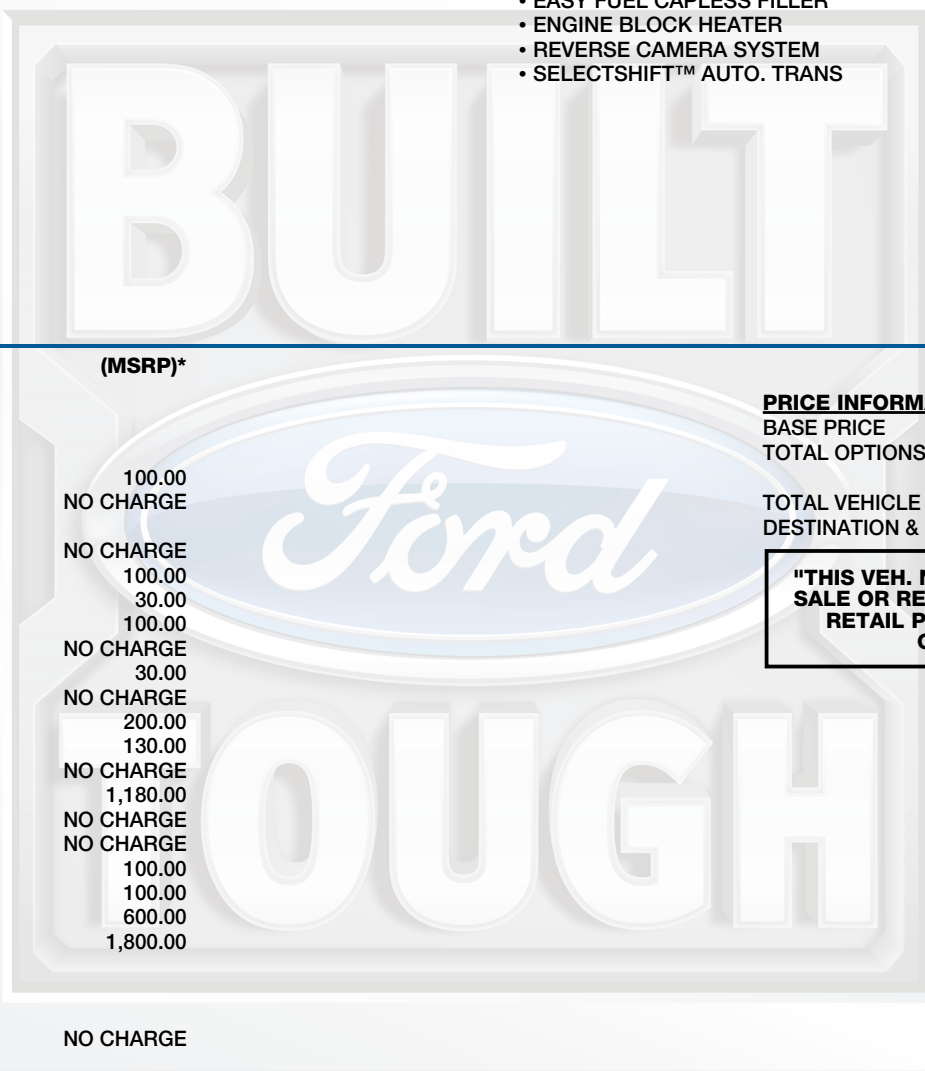 • EASY FUEL CAPLESS FILLER
• ENGINE BLOCK HEATER
• REVERSE CAMERA SYSTEM
• SELECTSHIFT™ AUTO. TRANS
BUILT
(MSRP)*
100.00
NO CHARGE
NO CHARGE
100.00
30.00
100.00
NO CHARGE
30.00
NO CHARGE
200.00
130.00
NO CHARGE
1,180.00
NO CHARGE
NO CHARGE
100.00
100.00
600.00
1,800.00
NO CHARGE
Ford
TOUGH
PRICE INFORMA
BASE PRICE
TOTAL OPTIONS
TOTAL VEHICLE
DESTINATION &
"THIS VEH. N
SALE OR RE
RETAIL P